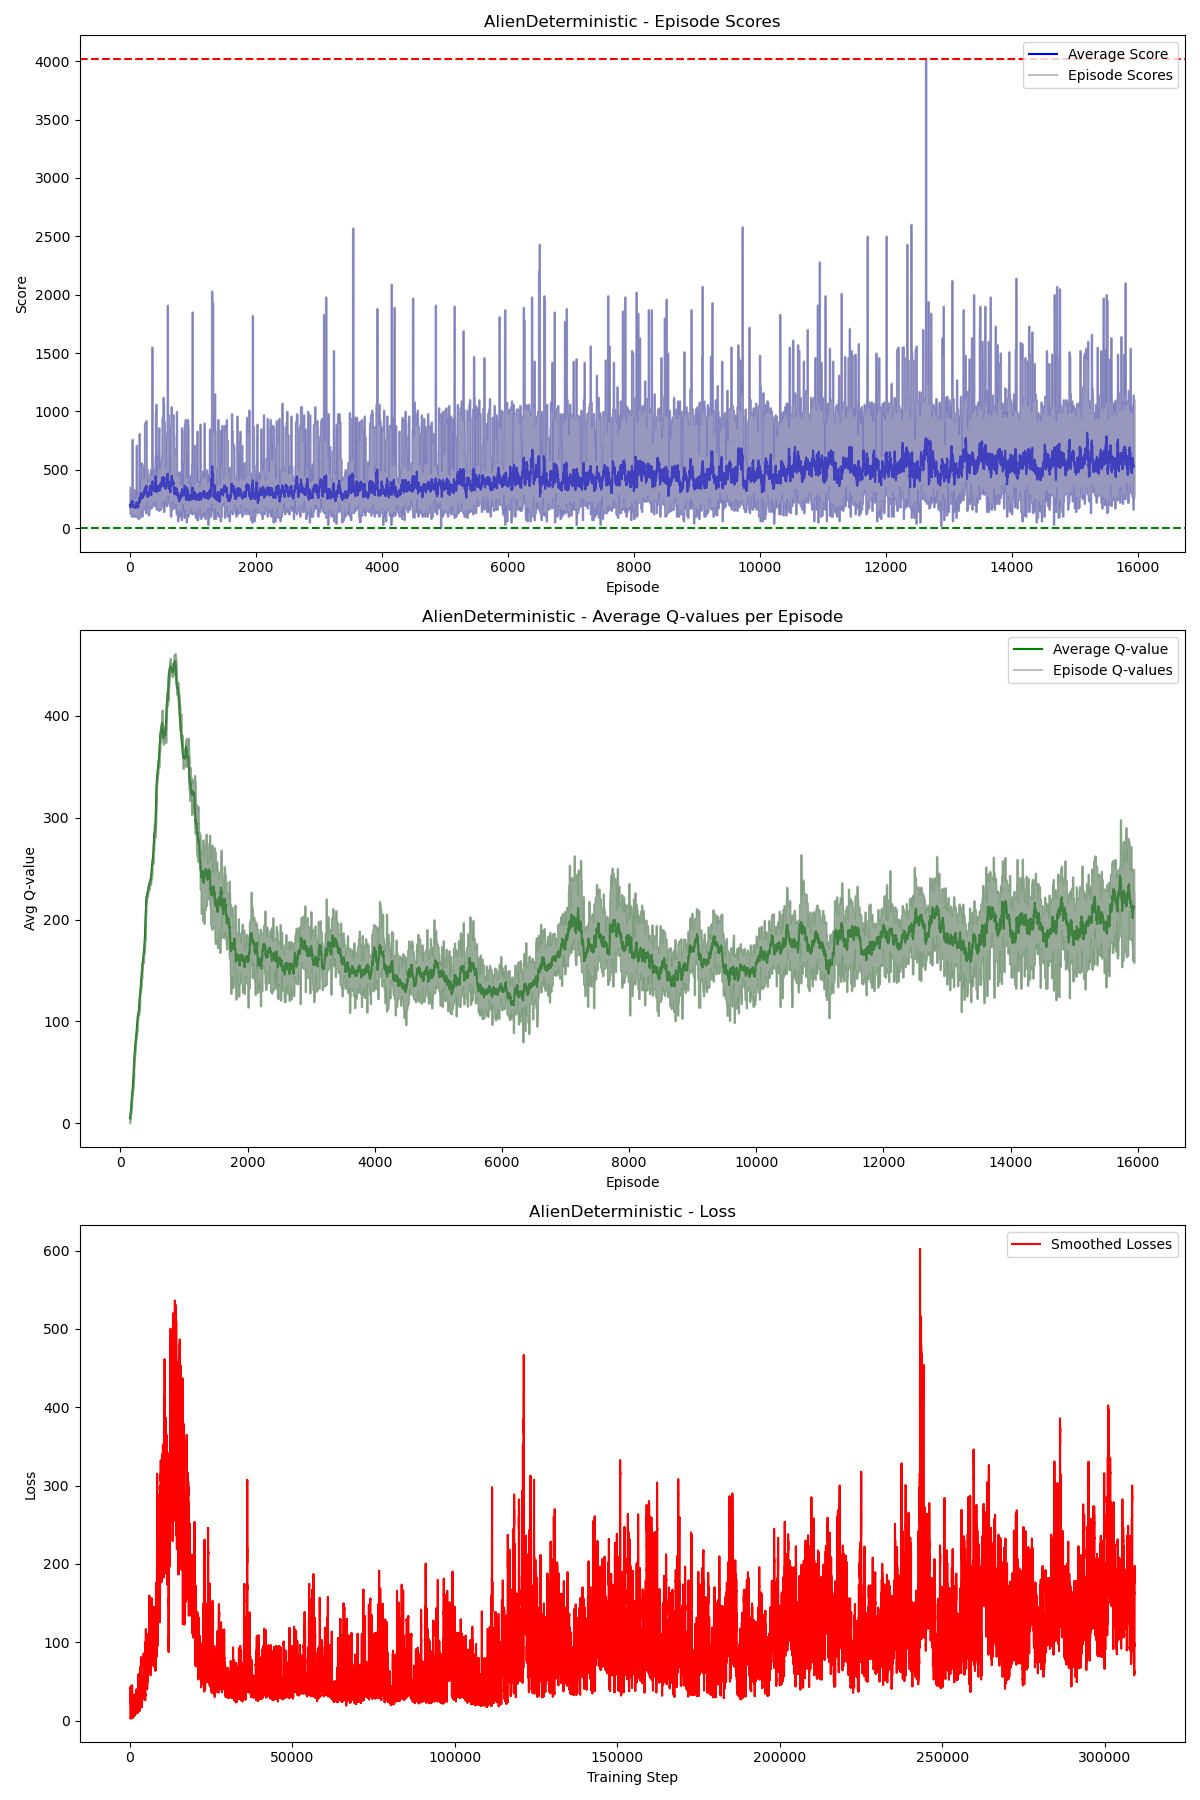 AlienDeterministic - Episode Scores
Average Score
Episode Scores
Score
4000
3500
3000
2500
2000
1500
1000
500
0
0 2000 4000 6000 8000 10000 12000 14000 16000
Episode
AlienDeterministic - Average Q-values per Episode
Average Q-value
Episode Q-values
Avg Q-value
400
300
200
100
0
0 2000 4000 6000 8000 10000 12000 14000 16000
Episode
AlienDeterministic - Loss
Smoothed Losses
Loss
600
500
400
300
200
100
0
0 50000 100000 150000 200000 250000 300000
Training Step